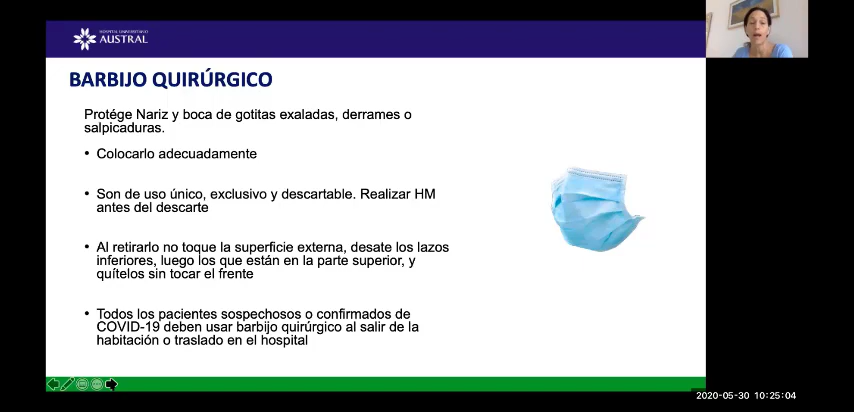 HOSPITAL UNIVERSITARIO
AUSTRAL
BARBIJO QUIRÚRGICO
Protége Nariz y boca de gotitas exaladas, derrames o
salpicaduras.
• Colocarlo adecuadamente
• Son de uso único, exclusivo y descartable. Realizar HM
antes del descarte
• Al retirarlo no toque la superficie externa, desate los lazos
inferiores, luego los que están en la parte superior, y
quítelos sin tocar el frente
• Todos los pacientes sospechosos o confirmados de
COVID-19 deben usar barbijo quirúrgico al salir de la
habitación o traslado en el hospital
2020-05-30 10:25:04